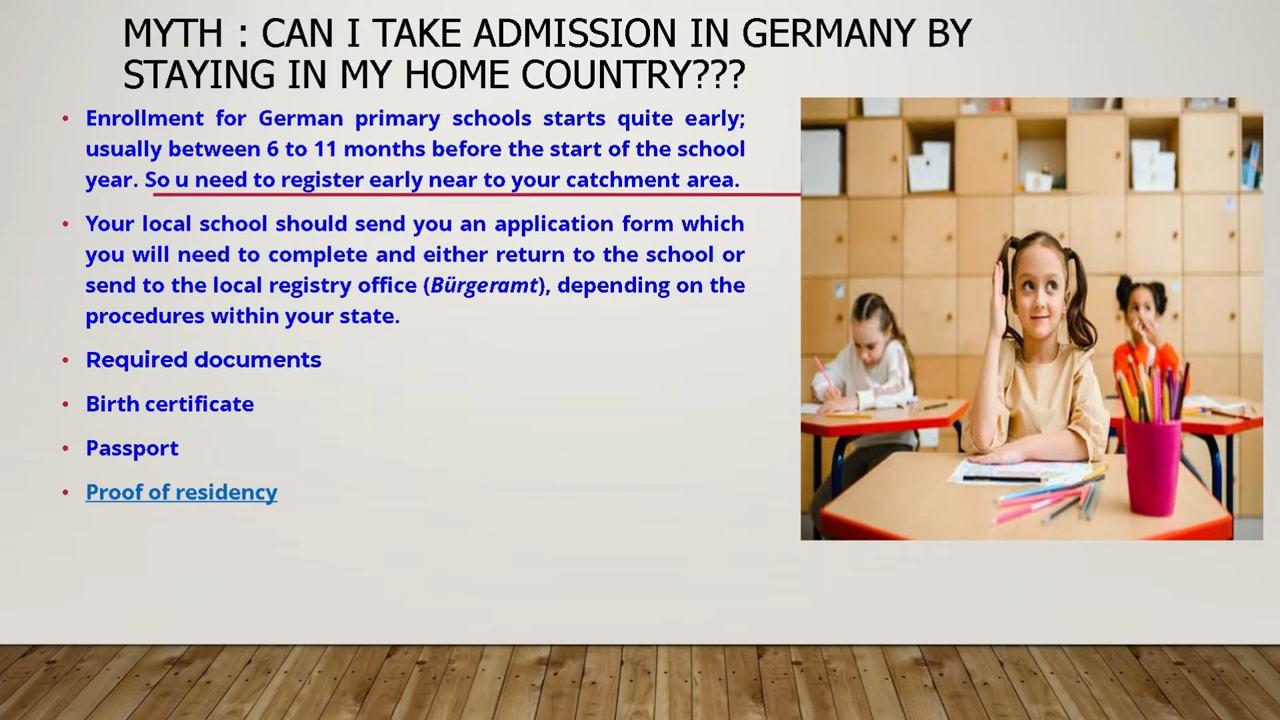 MYTH : CAN I TAKE ADMISSION IN GERMANY BY
STAYING IN MY HOME COUNTRY???
• Enrollment for German primary schools starts quite early;
usually between 6 to 11 months before the start of the school
year. So u need to register early near to your catchment area.
• Your local school should send you an application form which
you will need to complete and either return to the school or
send to the local registry office (Bürgeramt), depending on the
procedures within your state.
• Required documents
• Birth certificate
• Passport
• Proof of residency